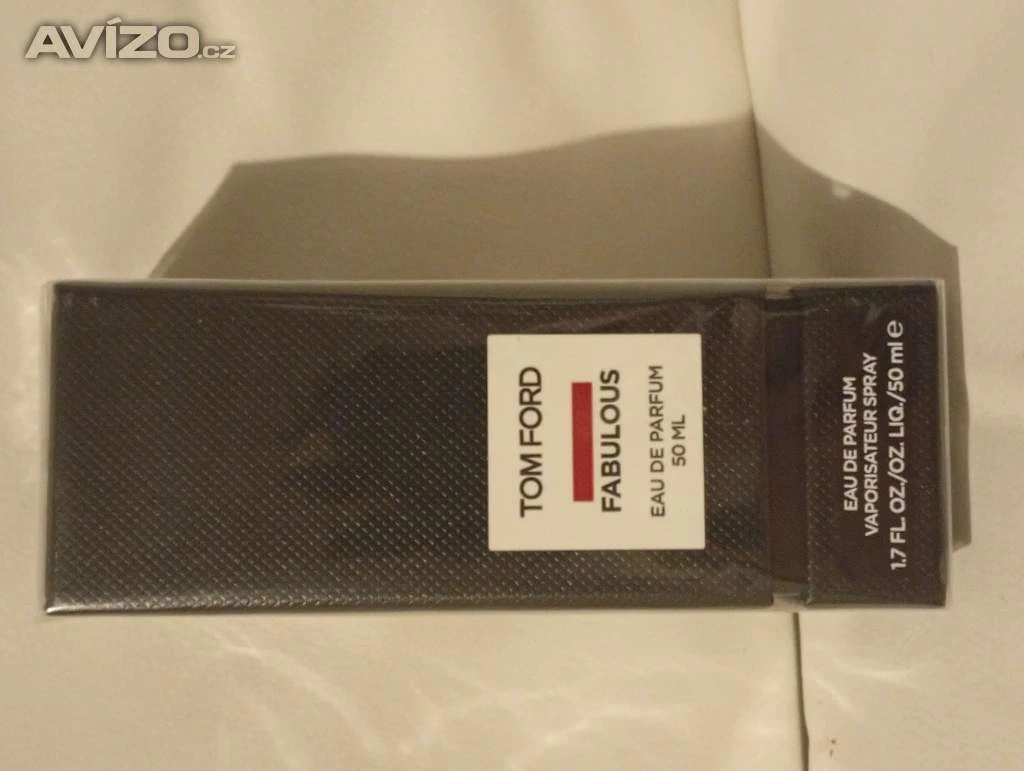 AVÍZO.cz
TOM FORD
FABULOUS
EAU DE PARFUM
50 ML
EAU DE PARFUM
VAPORISATEUR SPRAY
1.7 FL. OZ./OZ. LIQ./50 ml ℮